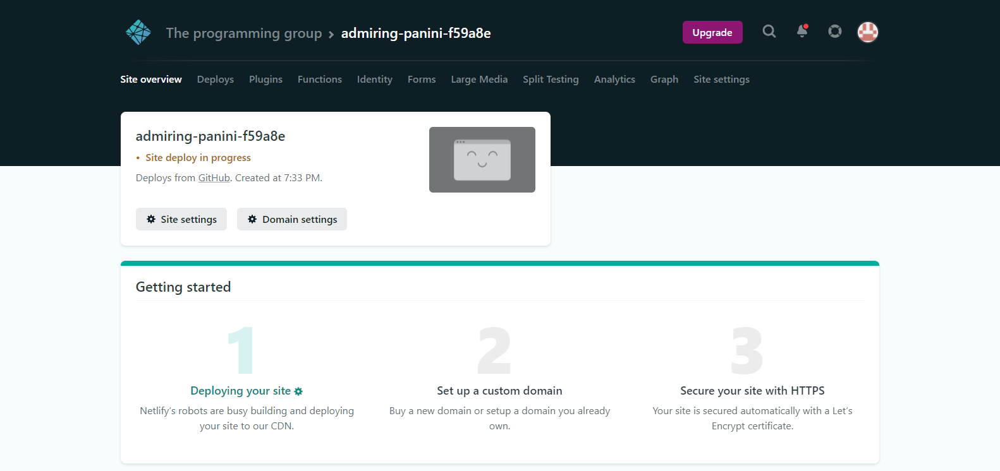 The programming group › admiring-panini-f59a8e
Upgrade
Site overview Deploys Plugins Functions Identity Forms Large Media Split Testing Analytics Graph Site settings
admiring-panini-f59a8e
• Site deploy in progress
Deploys from GitHub. Created at 7:33 PM.
Site settings Domain settings
Getting started
1
Deploying your site
Netlify’s robots are busy building and deploying
your site to our CDN.
2
Set up a custom domain
Buy a new domain or setup a domain you already
own.
3
Secure your site with HTTPS
Your site is secured automatically with a Let’s
Encrypt certificate.